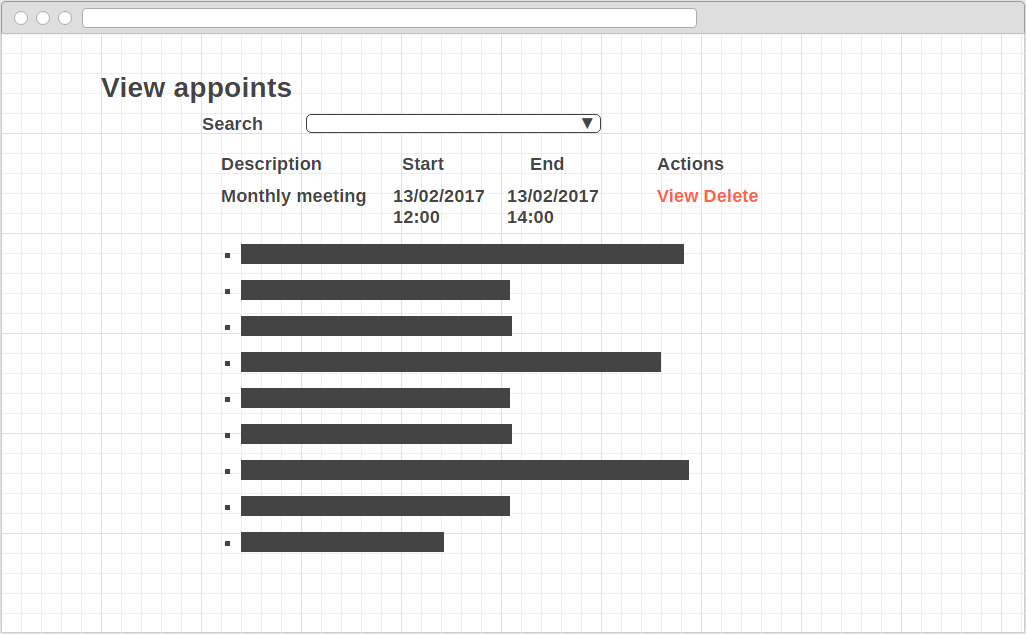 View appoints
Search ▼
Description Start End Actions
Monthly meeting 13/02/2017 13/02/2017 View Delete
12:00 14:00